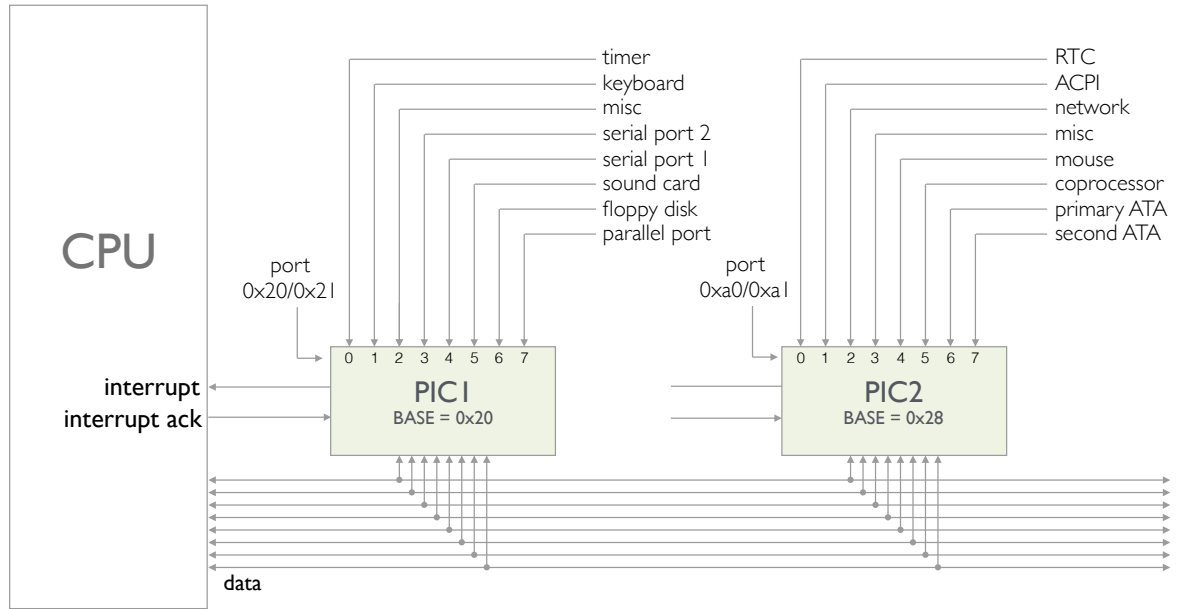 timer
keyboard
misc
serial port 2
serial port 1
sound card
floppy disk
parallel port
RTC
ACPI
network
misc
mouse
coprocessor
primary ATA
second ATA
CPU
port
0x20/0x21
port
0xa0/0xa1
0 1 2 3 4 5 6 7
PIC1
BASE = 0x20
0 1 2 3 4 5 6 7
PIC2
BASE = 0x28
interrupt
interrupt ack
data